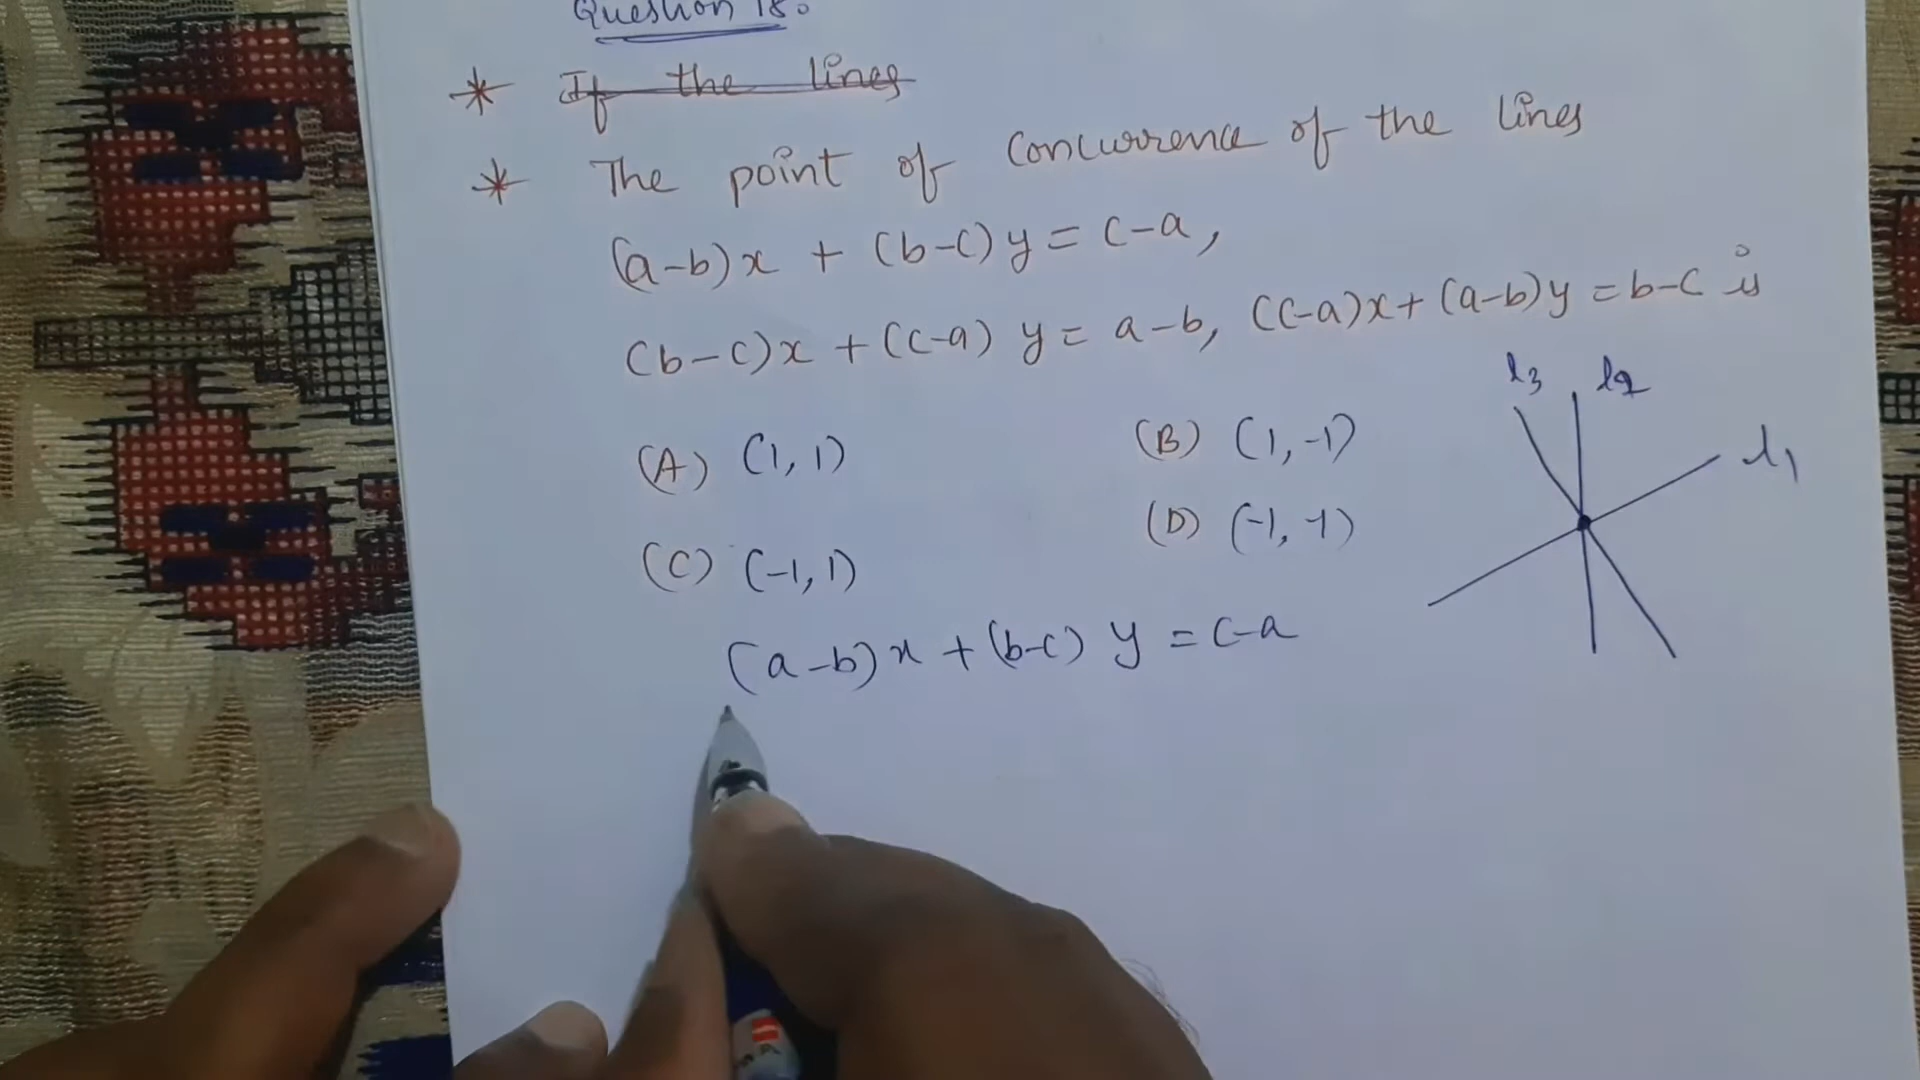 Question 18.
* If the lines
* The point of concurrence of the lines
(a-b)x + (b-c)y = c-a,
(b-c)x + (c-a) y = a-b, (c-a)x + (a-b)y = b-c is
l3 l2
l1
(A) (1, 1) (B) (1, -1)
(C) (-1, 1) (D) (-1, -1)
(a-b)x + (b-c) y = c-a